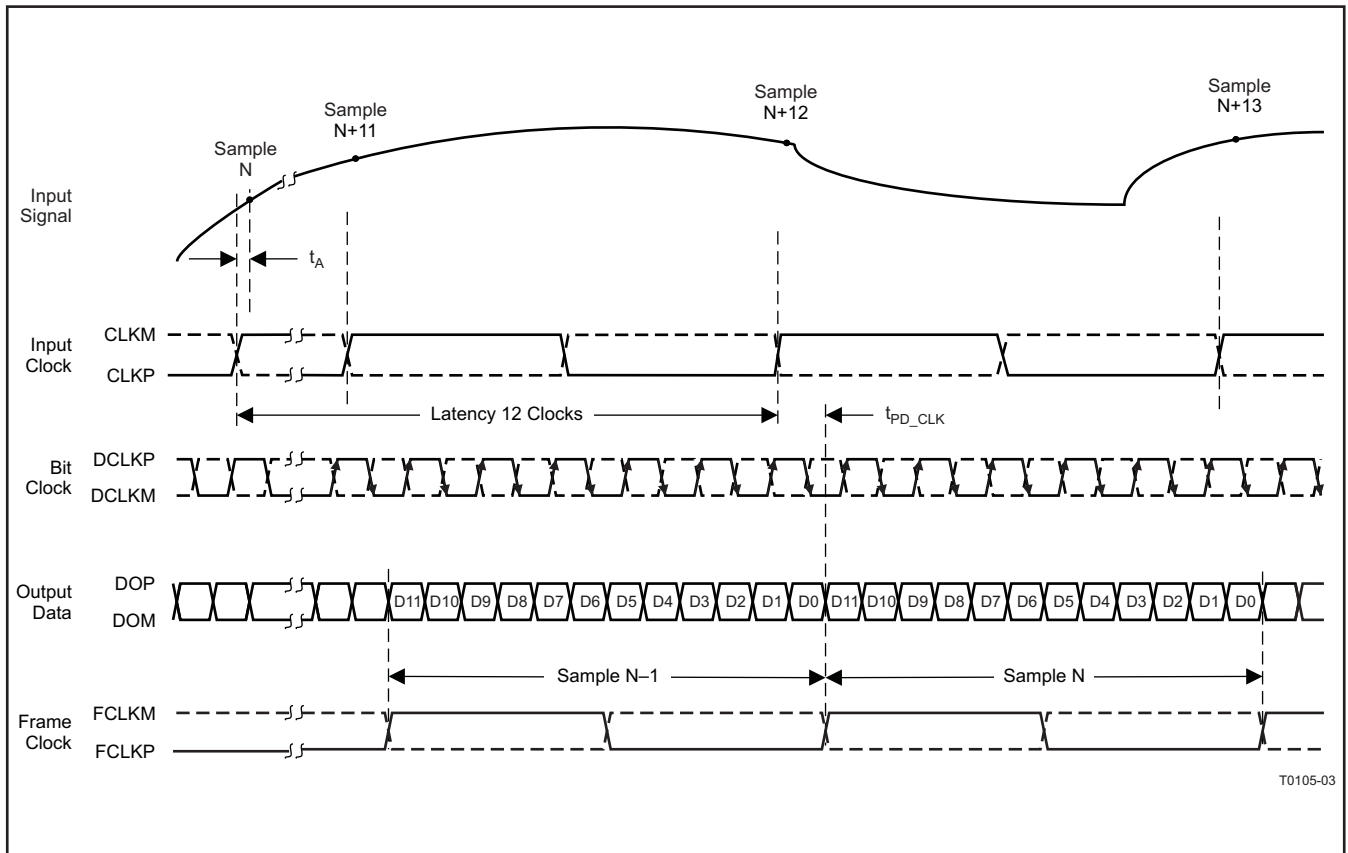 Sample
N
Sample
N+11
Sample
N+12
Sample
N+13
Input
Signal
tA
Input
Clock
CLKM
CLKP
Latency 12 Clocks
tPD_CLK
Bit
Clock
DCLKP
DCLKM
Output
Data
DOP
DOM
D11 D10 D9 D8 D7 D6 D5 D4 D3 D2 D1 D0 D11 D10 D9 D8 D7 D6 D5 D4 D3 D2 D1 D0
Sample N–1
Sample N
Frame
Clock
FCLKM
FCLKP
T0105-03